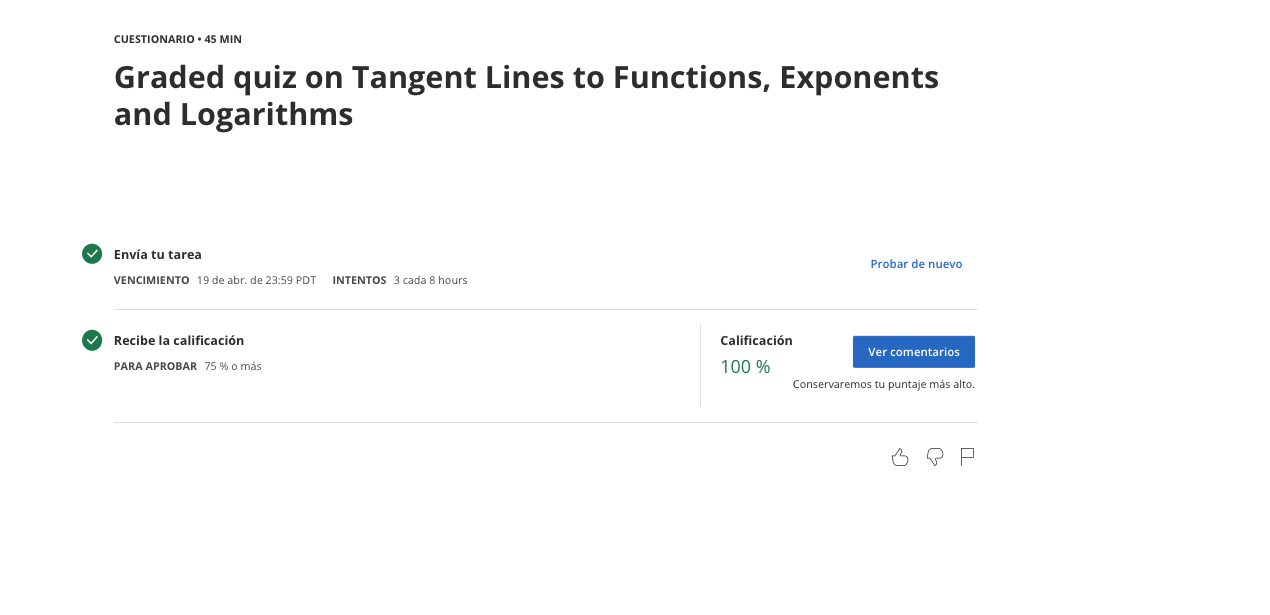 CUESTIONARIO • 45 MIN
Graded quiz on Tangent Lines to Functions, Exponents
and Logarithms
Envía tu tarea
VENCIMIENTO 19 de abr. de 23:59 PDT INTENTOS 3 cada 8 hours
Probar de nuevo
Recibe la calificación
PARA APROBAR 75 % o más
Calificación
100 %
Ver comentarios
Conservaremos tu puntaje más alto.